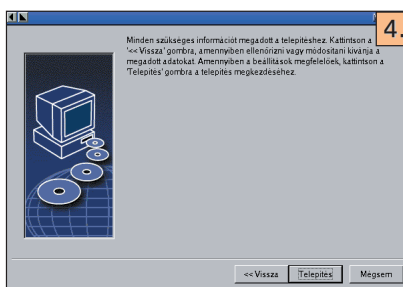 4.
Minden szükséges információt megadott a telepítéshez. Kattintson a
'<< Vissza' gombra, amennyiben ellenőrizni vagy módosítani kívánja a
megadott adatokat. Amennyiben a beállítások megfelelőek, kattintson a
'Telepítés' gombra a telepítés megkezdéséhez.
<< Vissza
Telepítés
Mégsem